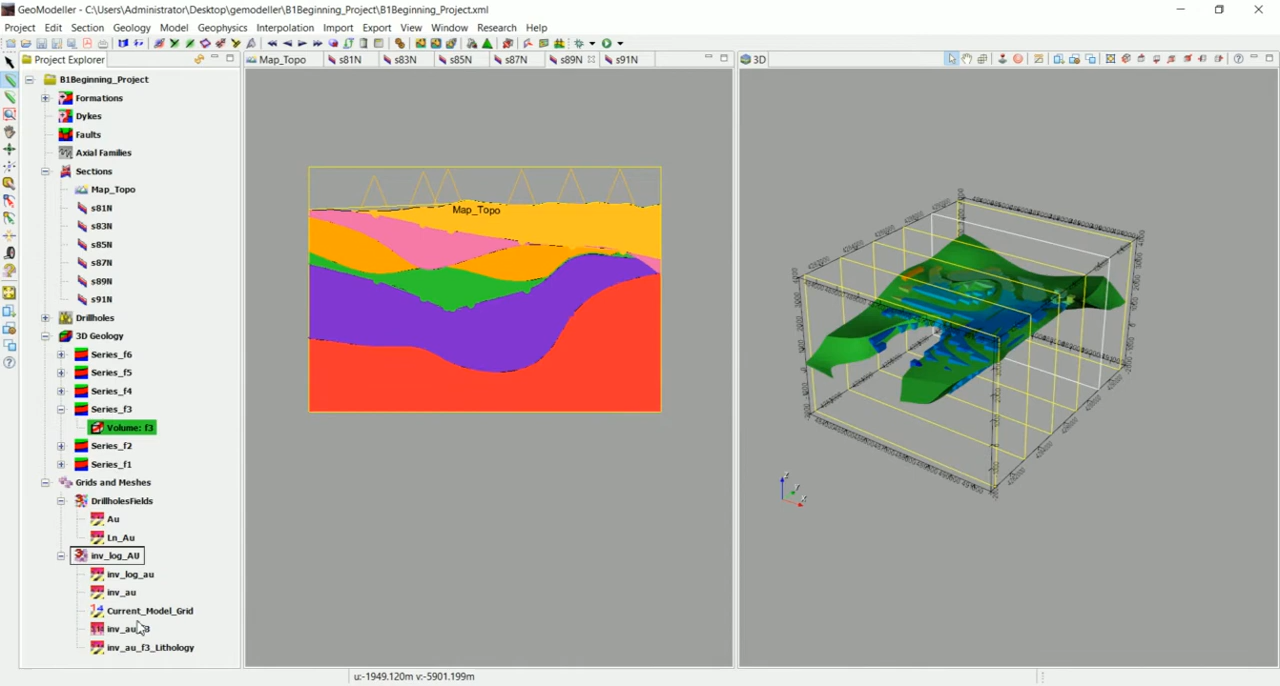 GeoModeller - C:\Users\Administrator\Desktop\gemodeller\B1Beginning_Project\B1Beginning_Project.xml
Project Edit Section Geology Model Geophysics Interpolation Import Export View Window Research Help
Project Explorer
B1Beginning_Project
Formations
Dykes
Faults
Axial Families
Sections
Map_Topo
s81N
s83N
s85N
s87N
s89N
s91N
Drillholes
3D Geology
Series_f6
Series_f5
Series_f4
Series_f3
Volume: f3
Series_f2
Series_f1
Grids and Meshes
DrillholesFields
Au
Ln_Au
inv_log_AU
inv_log_au
inv_au
Current_Model_Grid
inv_au_f3_Lithology
Map_Topo s81N s83N s85N s87N s89N s91N
Map_Topo
3D
u:-1949.120m v:-5901.199m